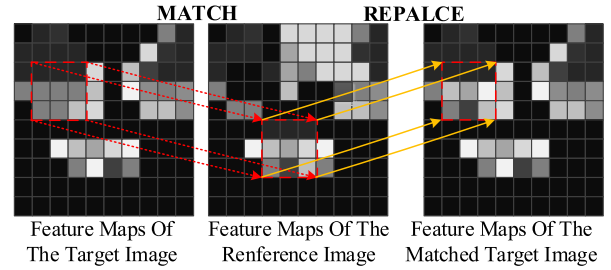 MATCH REPALCE
Feature Maps Of
The Target Image
Feature Maps Of The
Renference Image
Feature Maps Of The
Matched Target Image